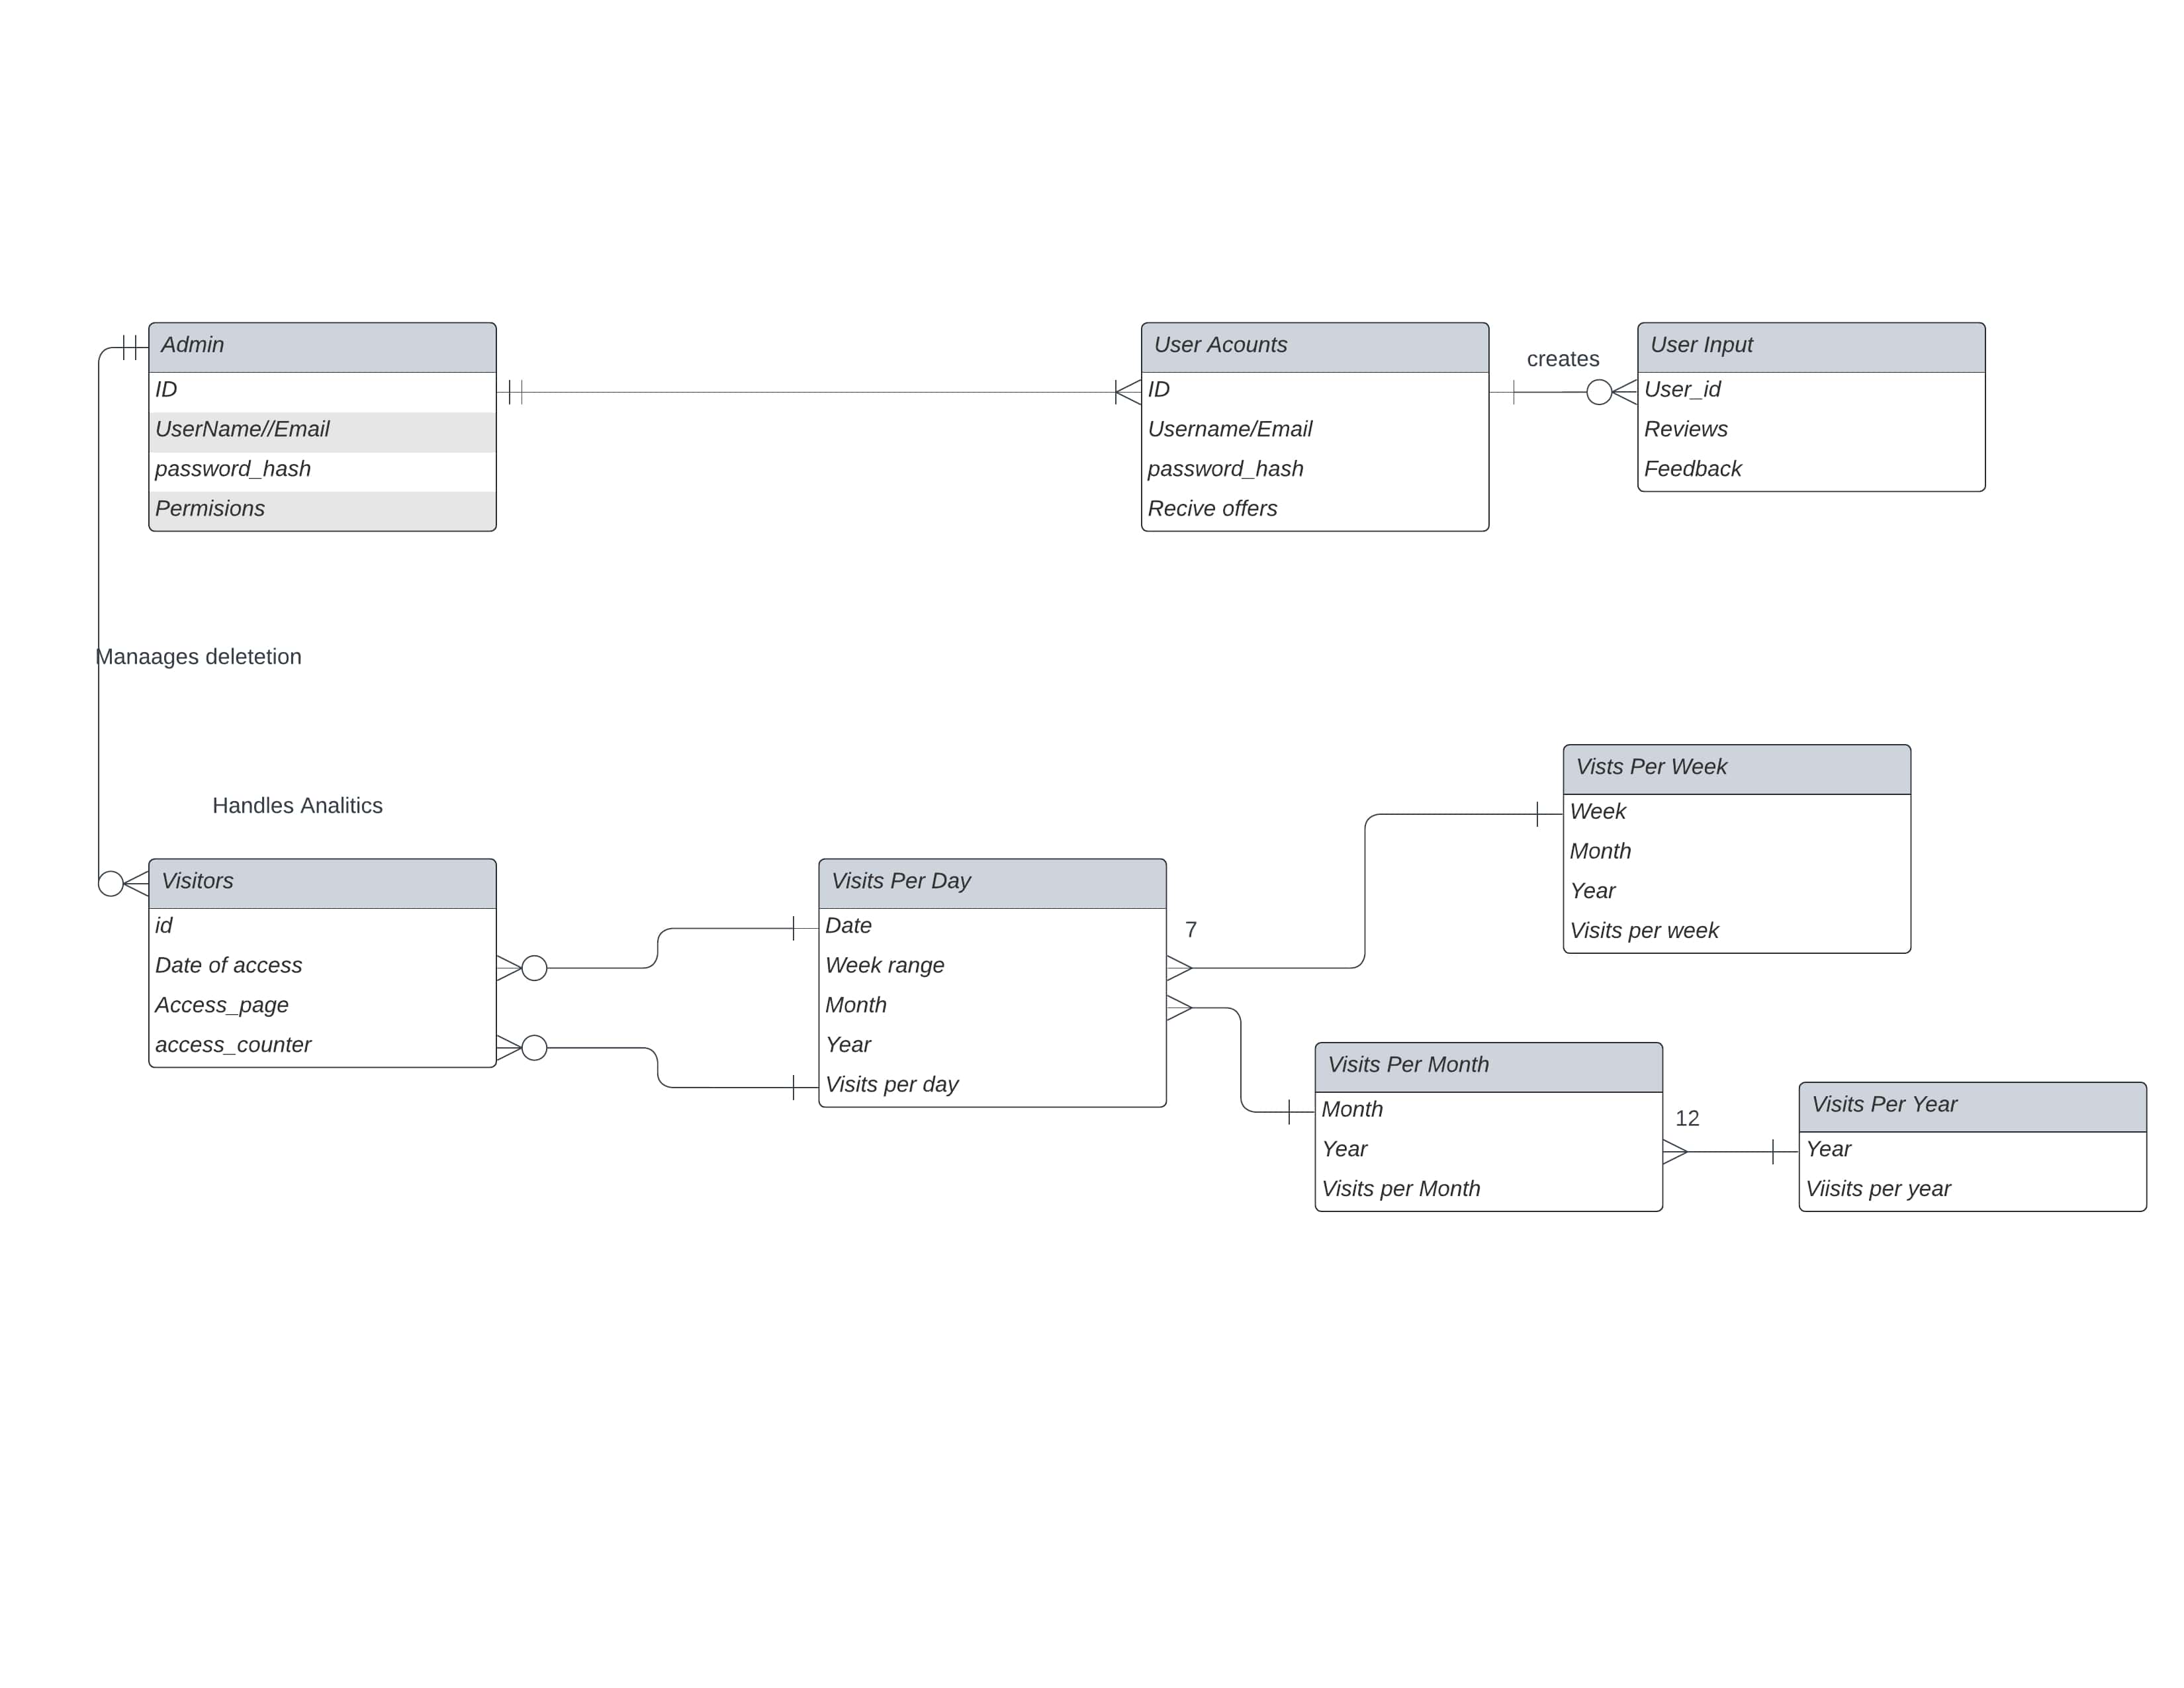 Admin
ID
UserName//Email
password_hash
Permisions
User Acounts
ID
Username/Email
password_hash
Recive offers
creates
User Input
User_id
Reviews
Feedback
Manaages deletetion
Handles Analitics
Visitors
id
Date of access
Access_page
access_counter
Visits Per Day
Date
Week range
Month
Year
Visits per day
7
Vists Per Week
Week
Month
Year
Visits per week
Visits Per Month
Month
Year
Visits per Month
12
Visits Per Year
Year
Viisits per year